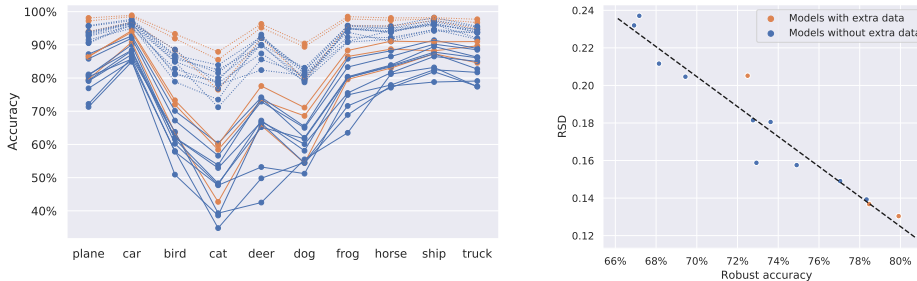 100%
90%
80%
70%
60%
50%
40%
Accuracy
plane car bird cat deer dog frog horse ship truck
0.24
0.22
0.20
0.18
0.16
0.14
0.12
RSD
Models with extra data
Models without extra data
66% 68% 70% 72% 74% 76% 78% 80%
Robust accuracy